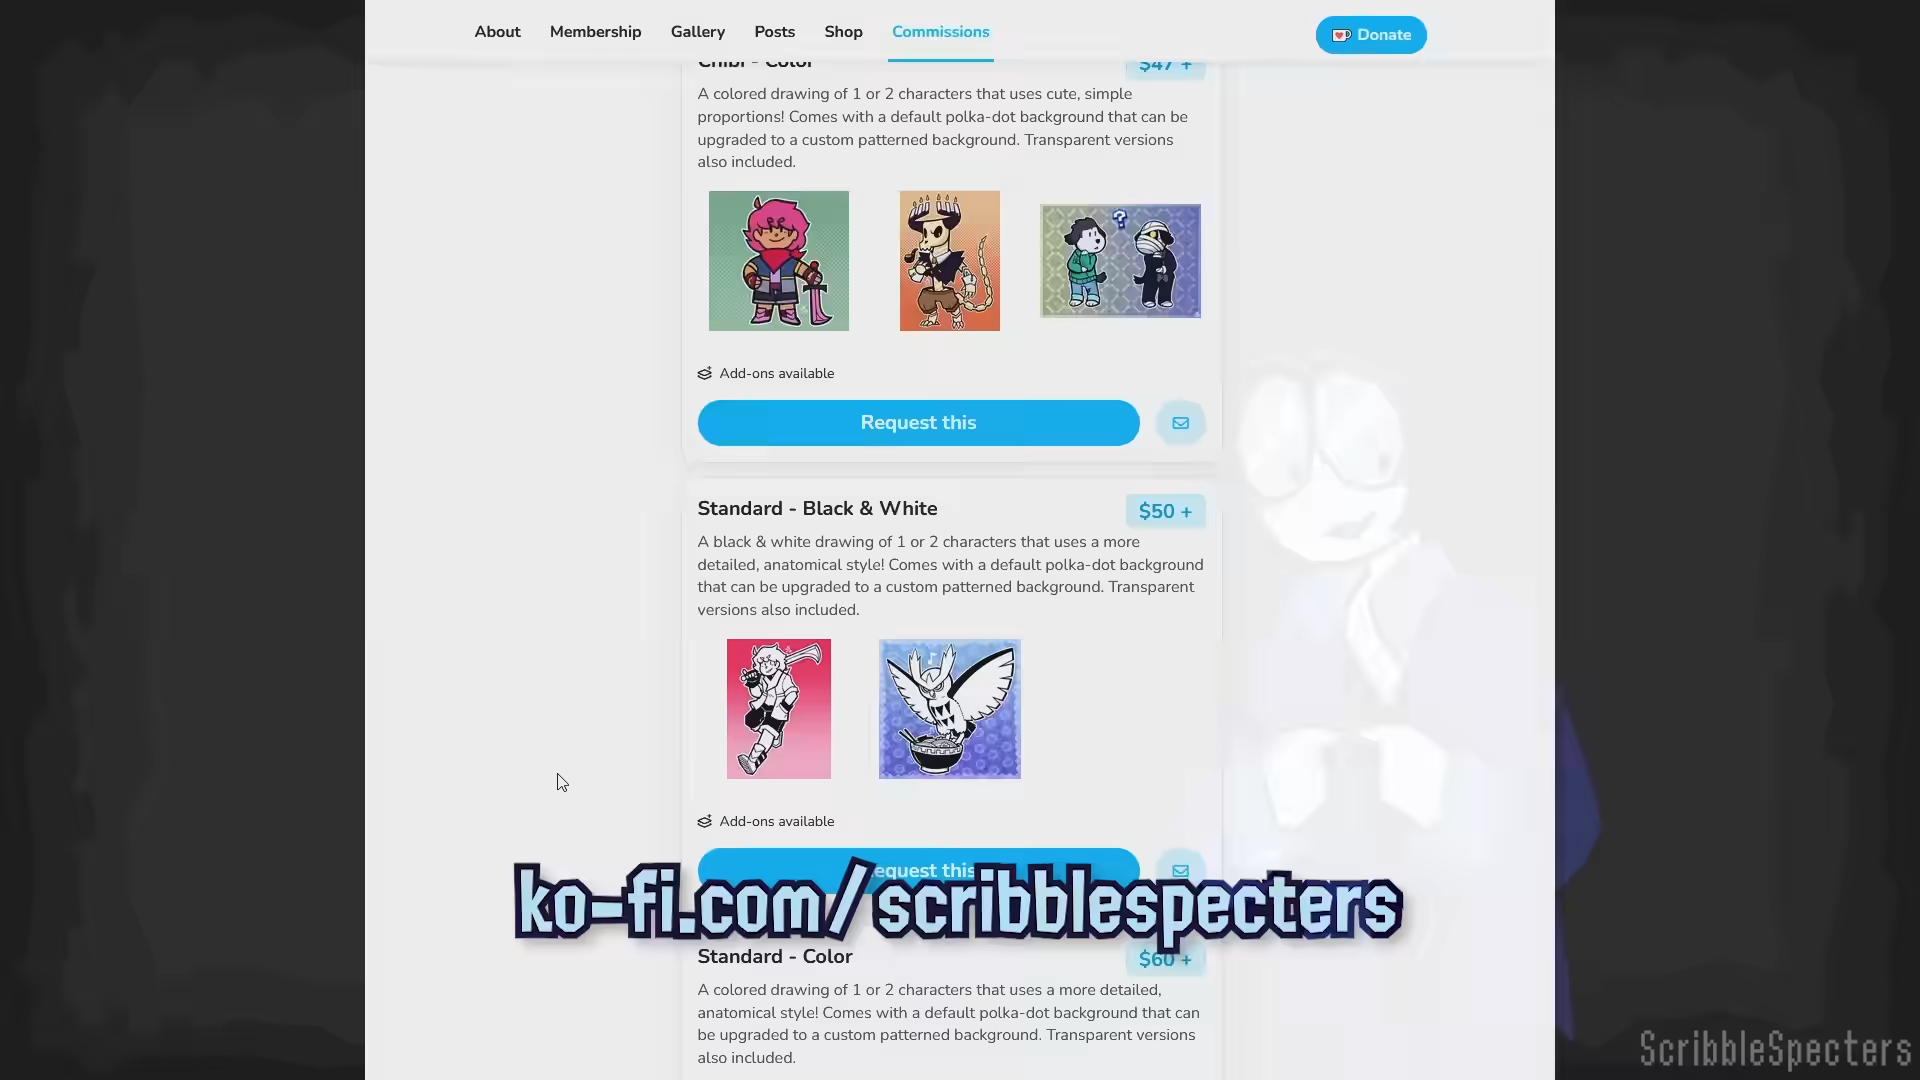 About Membership Gallery Posts Shop Commissions Donate
Chibi - Color $47 +
A colored drawing of 1 or 2 characters that uses cute, simple
proportions! Comes with a default polka-dot background that can be
upgraded to a custom patterned background. Transparent versions
also included.
?
Add-ons available
Request this
Standard - Black & White $50 +
A black & white drawing of 1 or 2 characters that uses a more
detailed, anatomical style! Comes with a default polka-dot background
that can be upgraded to a custom patterned background. Transparent
versions also included.
Add-ons available
Request this
ko-fi.com/scribblespecters
Standard - Color $60 +
A colored drawing of 1 or 2 characters that uses a more detailed,
anatomical style! Comes with a default polka-dot background that can
be upgraded to a custom patterned background. Transparent versions
also included.
ScribbleSpecters